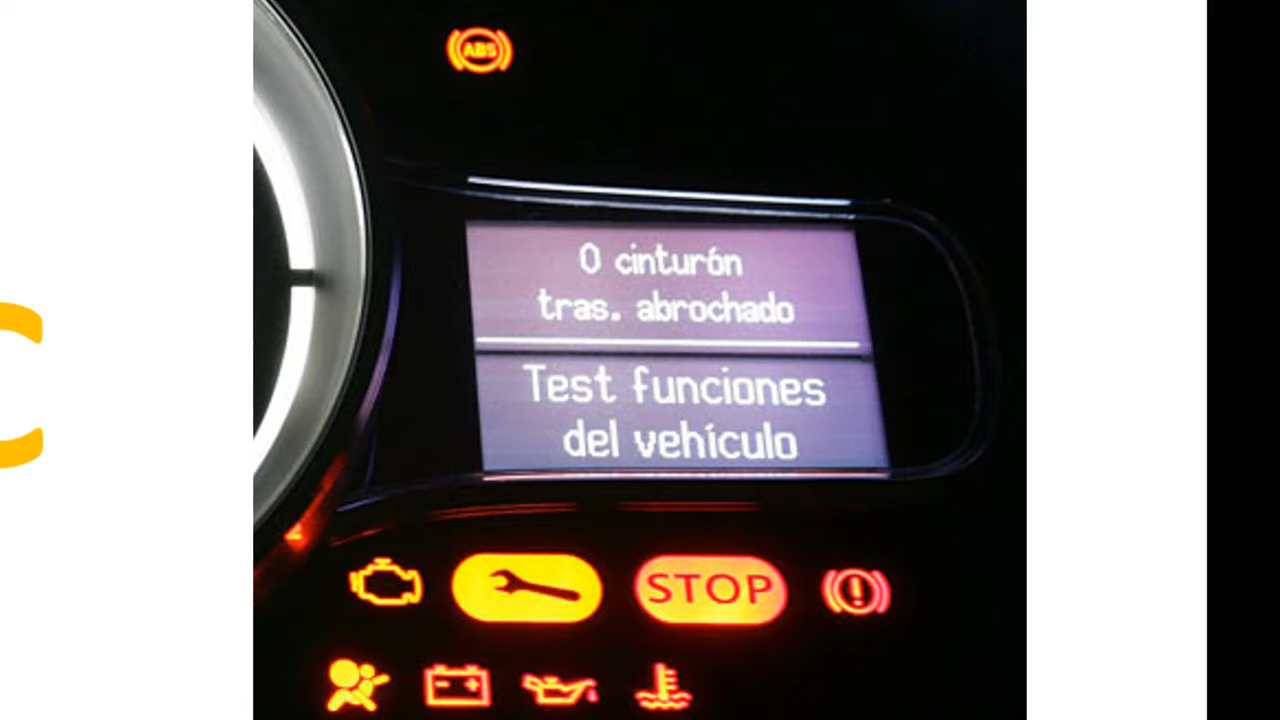 ABS
0 cinturón
tras. abrochado
Test funciones
del vehículo
STOP